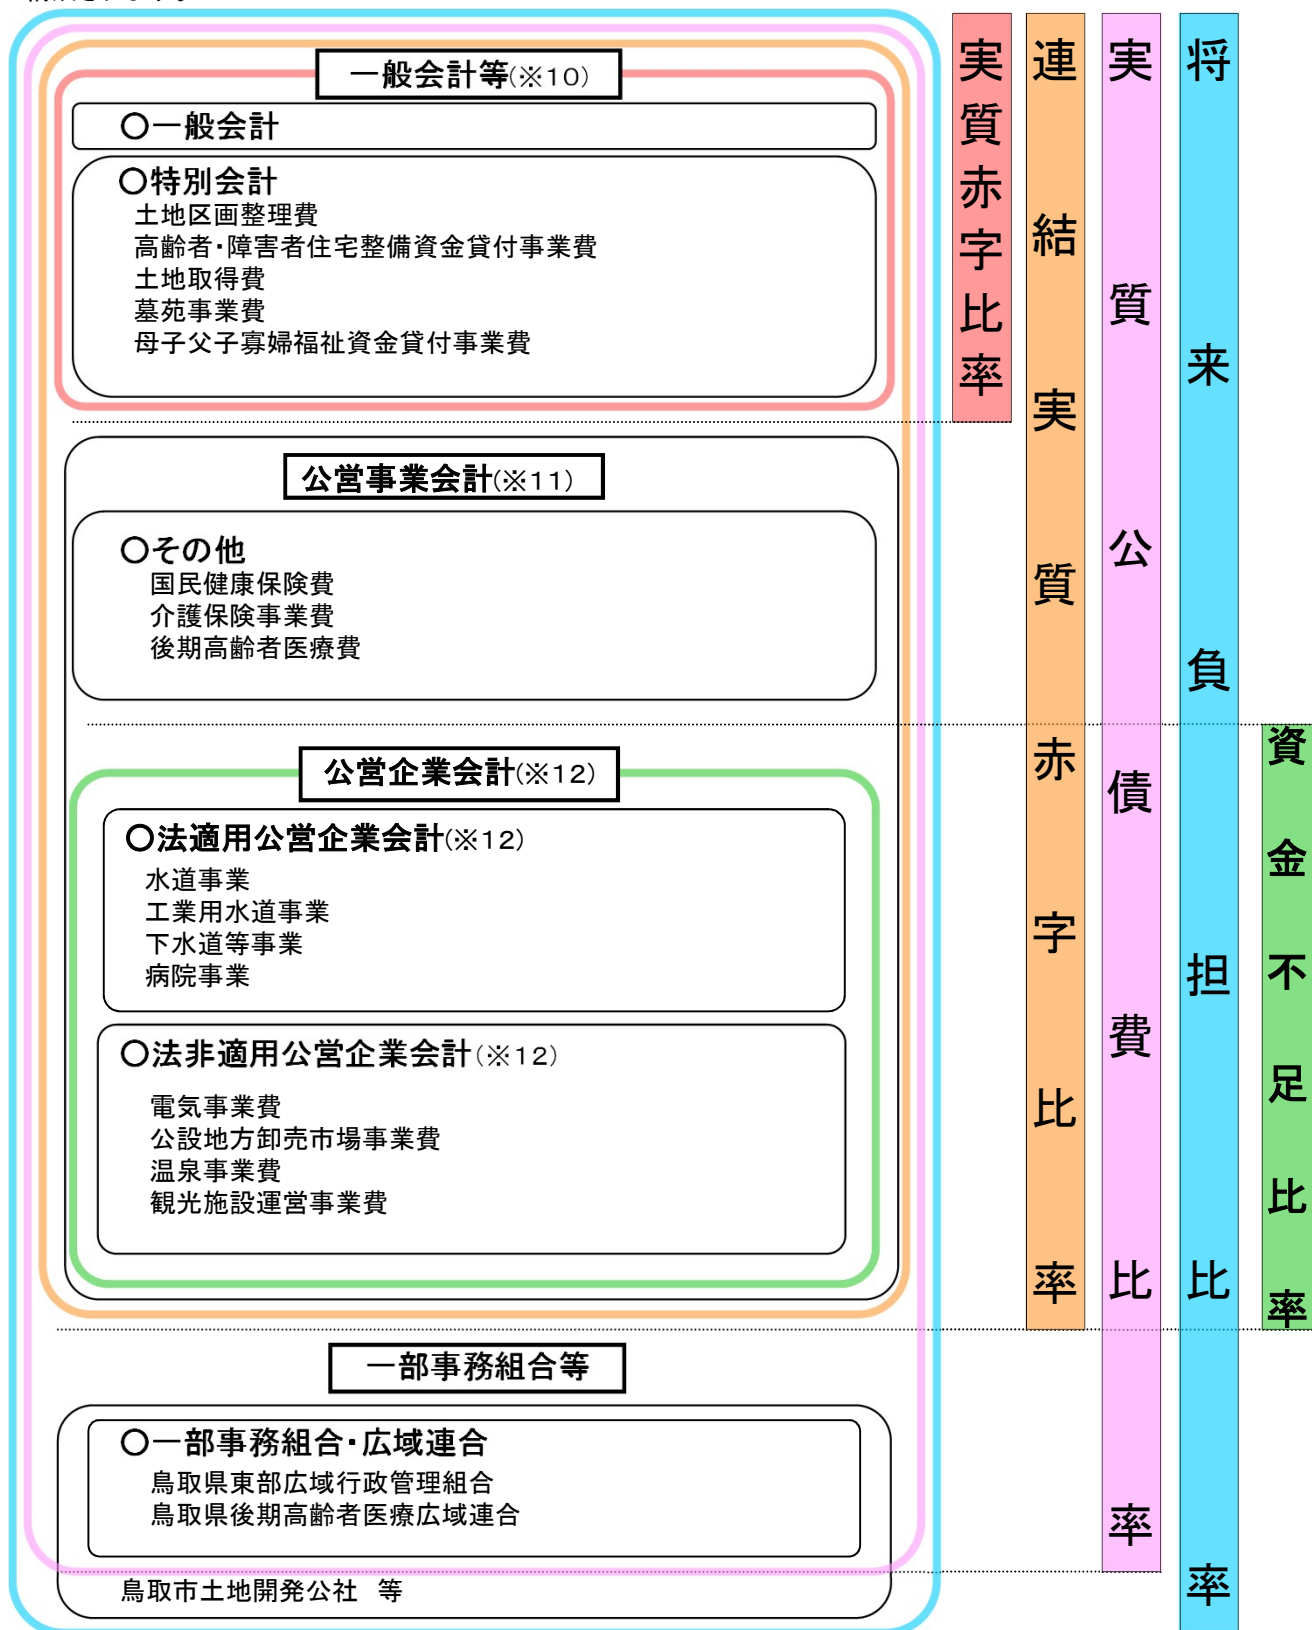 一般会計等(※10)
〇一般会計
〇特別会計
土地区画整理費
高齢者・障害者住宅整備資金貸付事業費
土地取得費
墓苑事業費
母子父子寡婦福祉資金貸付事業費
公営事業会計(※11)
〇その他
国民健康保険費
介護保険事業費
後期高齢者医療費
公営企業会計(※12)
〇法適用公営企業会計(※12)
水道事業
工業用水道事業
下水道等事業
病院事業
〇法非適用公営企業会計(※12)
電気事業費
公設地方卸売市場事業費
温泉事業費
観光施設運営事業費
一部事務組合等
〇一部事務組合・広域連合
鳥取県東部広域行政管理組合
鳥取県後期高齢者医療広域連合
鳥取市土地開発公社 等
実質赤字比率
連結実質赤字比率
実質公債費比率
将来負担比率
資金不足比率